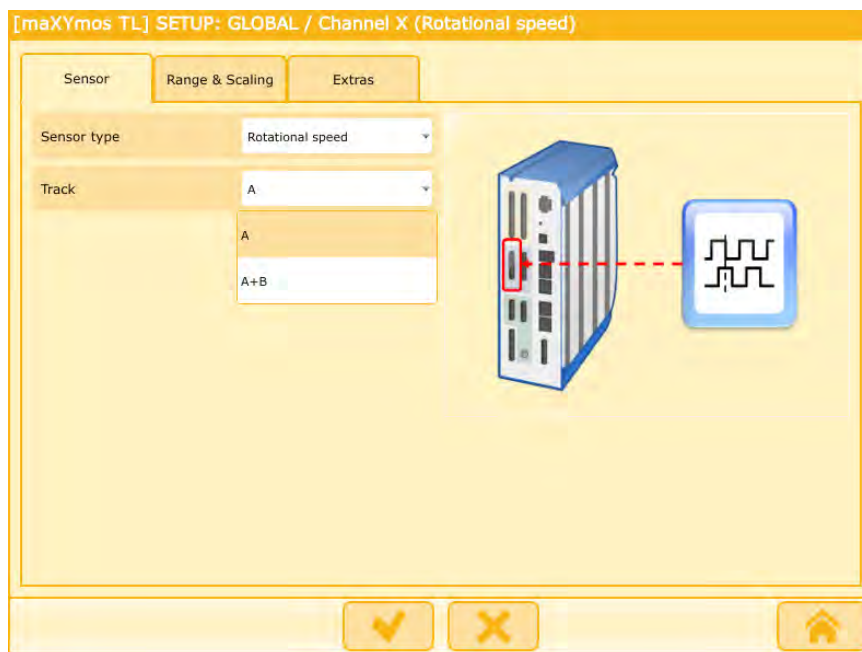 [maXYmos TL] SETUP: GLOBAL / Channel X (Rotational speed)
Sensor Range & Scaling Extras
Sensor type Rotational speed
Track A
A
A+B